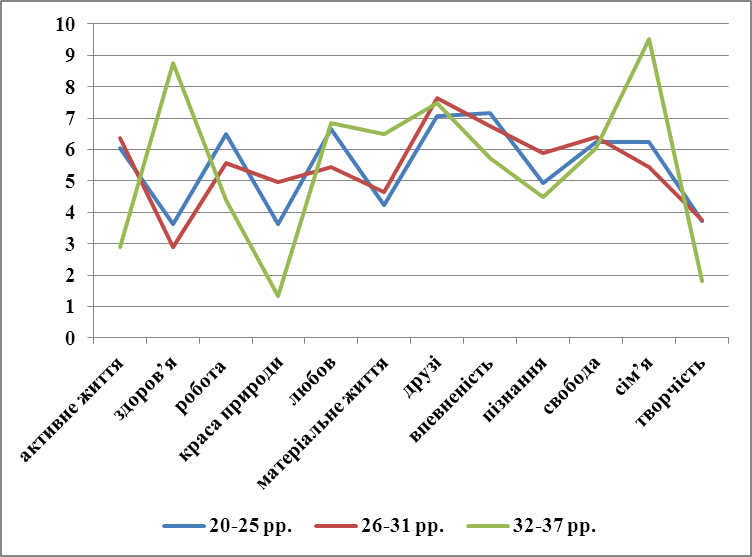 10
9
8
7
6
5
4
3
2
1
0
активне життя
здоров’я
робота
краса природи
любов
матеріальне життя
друзі
впевненість
пізнання
свобода
сім’я
творчість
20-25 рр.
26-31 рр.
32-37 рр.